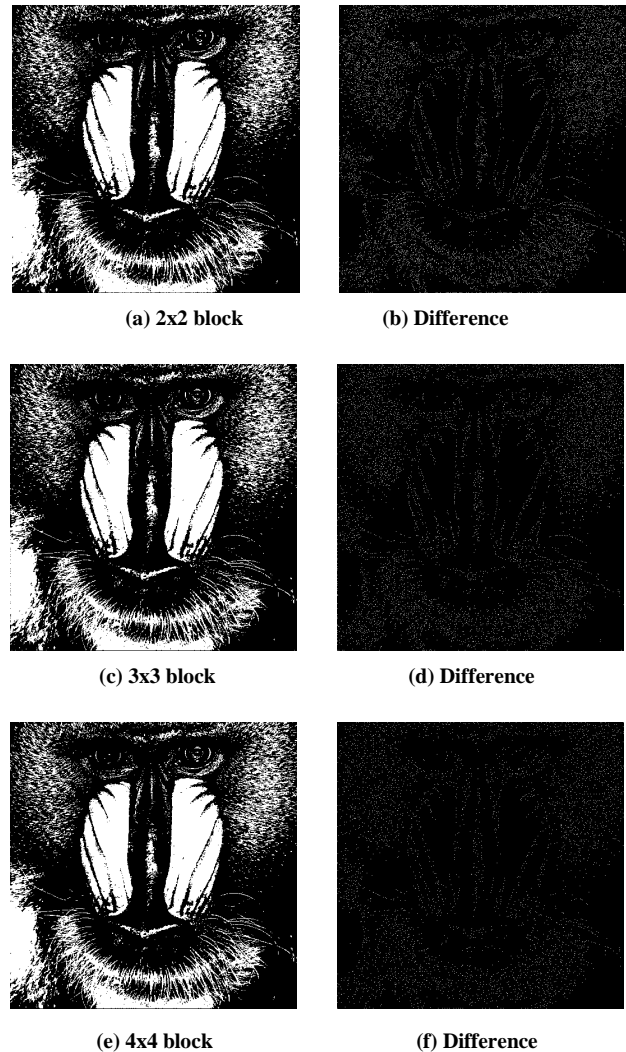 (a) 2x2 block
(b) Difference
(c) 3x3 block
(d) Difference
(e) 4x4 block
(f) Difference